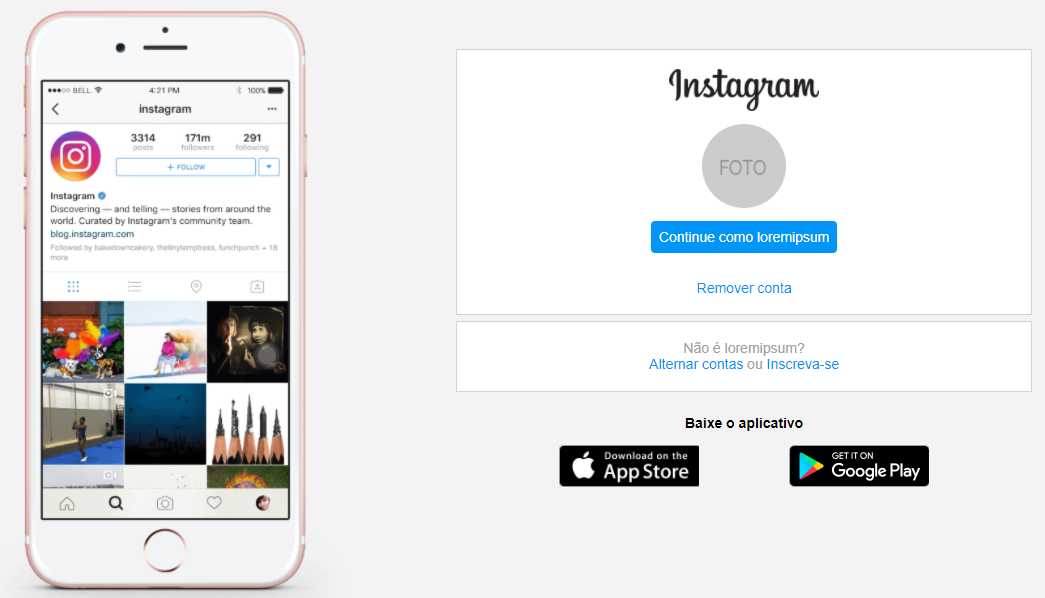 BELL 4:21 PM 100%
instagram
3314 171m 291
posts followers following
+ FOLLOW
Instagram
Discovering — and telling — stories from around the
world. Curated by Instagram's community team.
blog.instagram.com
Followed by bakadowncakery, thetinytemptress, funchpunch + 18
more
Instagram
FOTO
Continue como loremipsum
Remover conta
Não é loremipsum?
Alternar contas ou Inscreva-se
Baixe o aplicativo
Download on the
App Store
GET IT ON
Google Play